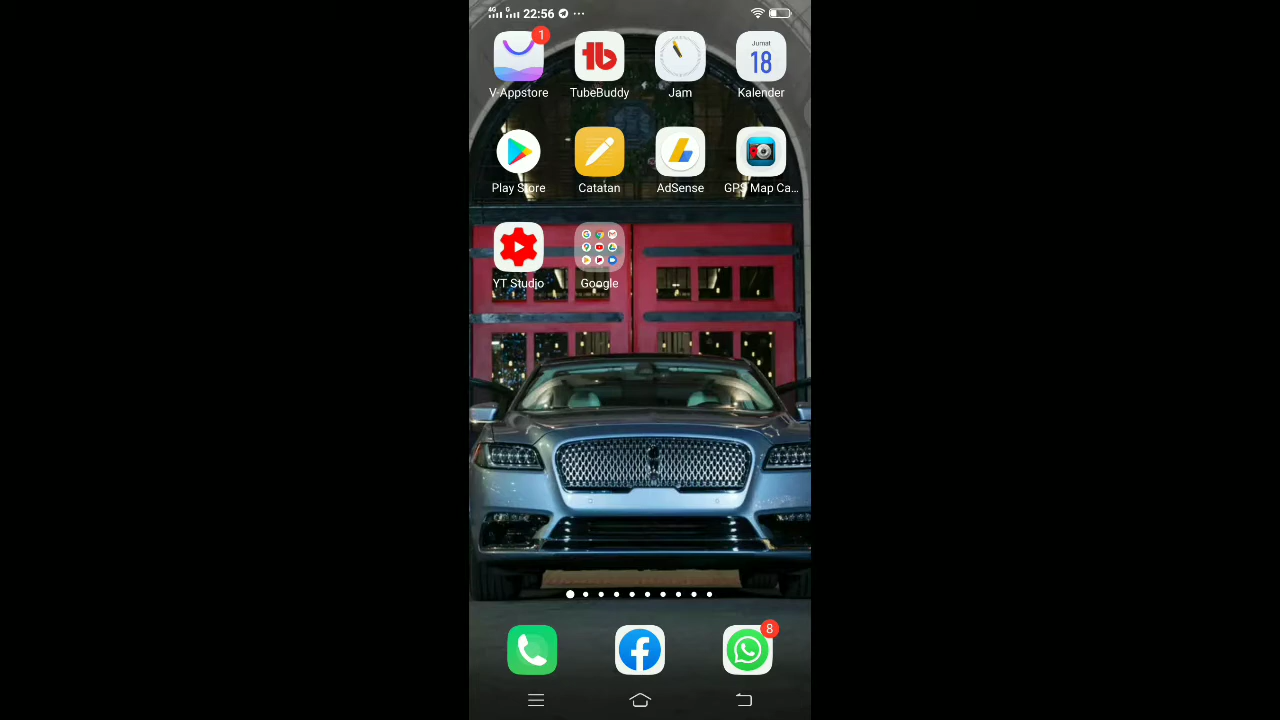 4G G 22:56 ...
1
V-Appstore TubeBuddy Jam Jumat 18 Kalender
Play Store Catatan AdSense GPS Map Ca...
YT Studio Google
8